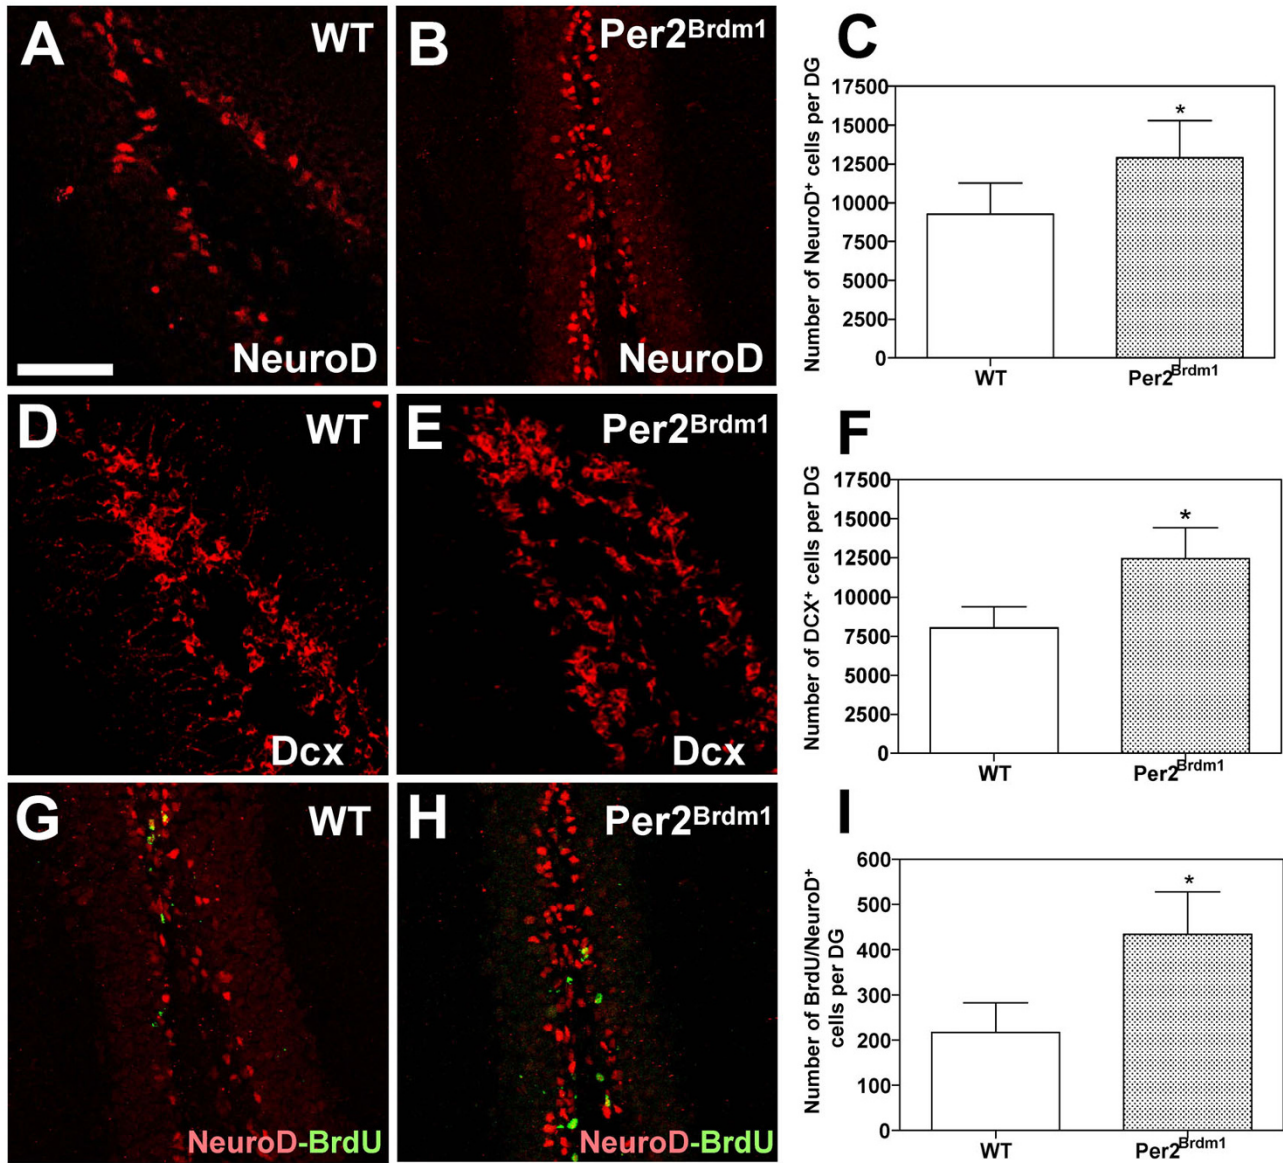 A WT
NeuroD
B Per2Brdm1
NeuroD
C
Number of NeuroD+ cells per DG
17500
15000
12500
10000
7500
5000
2500
0
*
WT Per2Brdm1
D WT
Dcx
E Per2Brdm1
Dcx
F
Number of DCX+ cells per DG
17500
15000
12500
10000
7500
5000
2500
0
*
WT Per2Brdm1
G WT
NeuroD-BrdU
H Per2Brdm1
NeuroD-BrdU
I
Number of BrdU/NeuroD+
cells per DG
600
500
400
300
200
100
0
*
WT Per2Brdm1